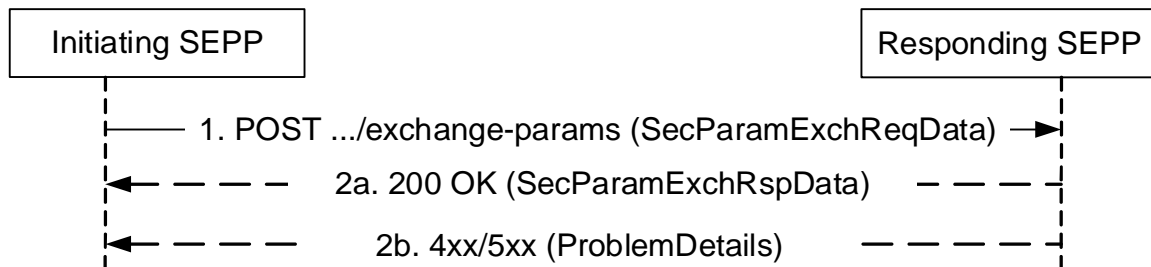 Initiating SEPP
Responding SEPP
1. POST .../exchange-params (SecParamExchReqData)
2a. 200 OK (SecParamExchRspData)
2b. 4xx/5xx (ProblemDetails)